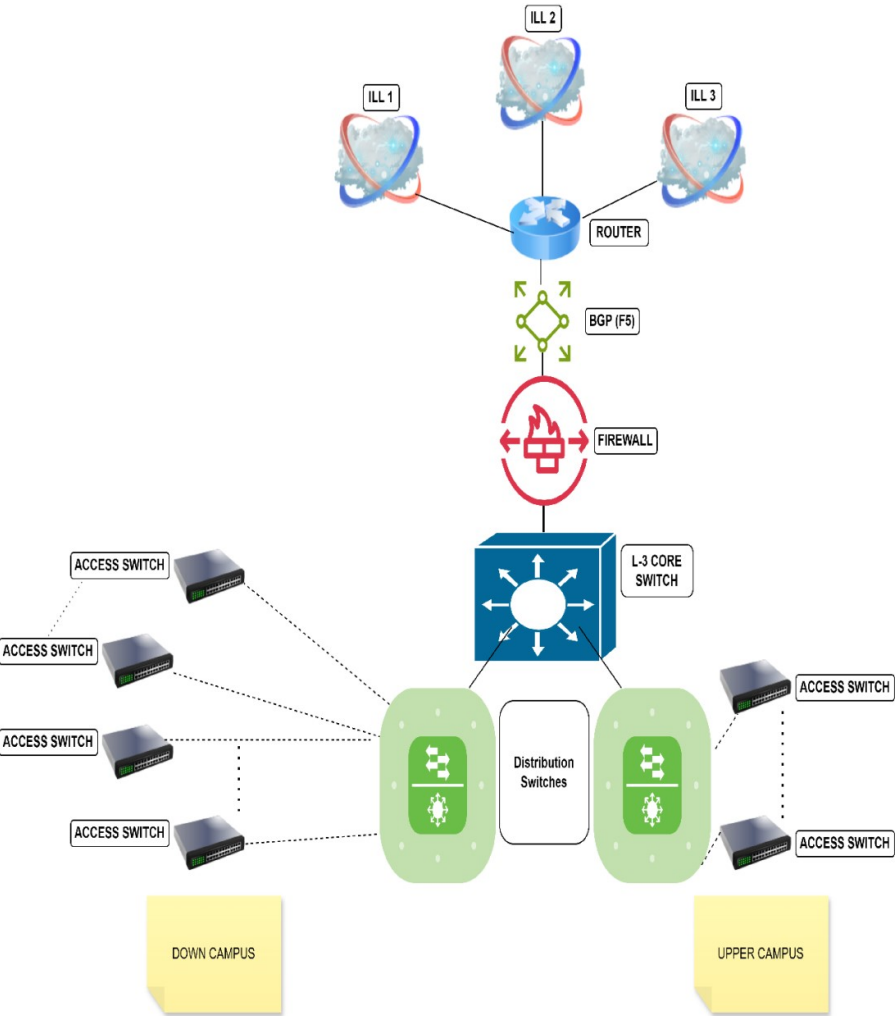 ILL 2
ILL 1
ILL 3
ROUTER
BGP (F5)
FIREWALL
L-3 CORE
SWITCH
ACCESS SWITCH
ACCESS SWITCH
ACCESS SWITCH
ACCESS SWITCH
Distribution
Switches
ACCESS SWITCH
ACCESS SWITCH
DOWN CAMPUS
UPPER CAMPUS